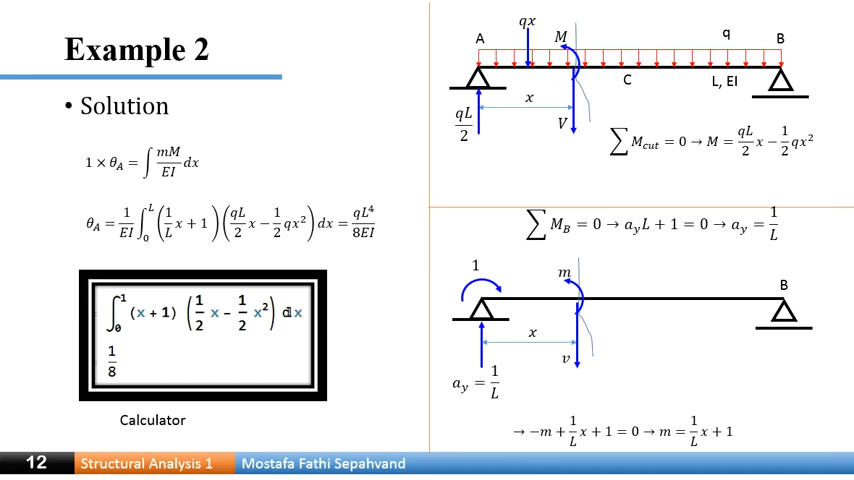 Example 2
• Solution
1 × θ_A = ∫ mM/EI dx
θ_A = 1/EI ∫_0^L (1/L x + 1) (qL/2 x − 1/2 qx²) dx = qL⁴/8EI
∫_0^1 (x + 1) (1/2 x − 1/2 x²) dx
1/8
Calculator
qx
A
M
q
B
C
L, EI
x
qL/2
V
∑ M_cut = 0 → M = qL/2 x − 1/2 qx²
∑ M_B = 0 → a_y L + 1 = 0 → a_y = 1/L
1
m
B
x
v
a_y = 1/L
→ −m + 1/L x + 1 = 0 → m = 1/L x + 1
12
Structural Analysis 1
Mostafa Fathi Sepahvand